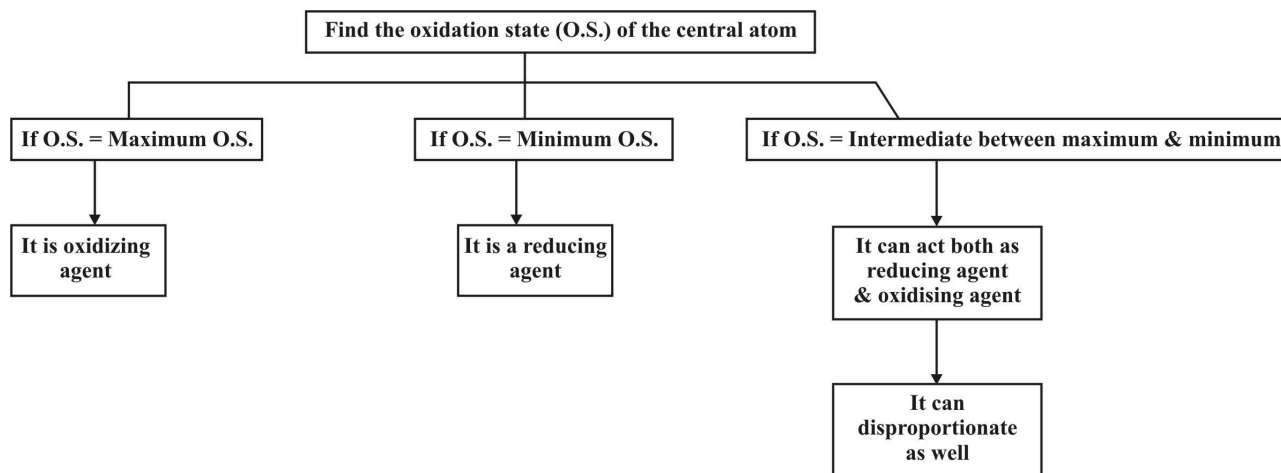 Find the oxidation state (O.S.) of the central atom
If O.S. = Maximum O.S.
If O.S. = Minimum O.S.
If O.S. = Intermediate between maximum & minimum
It is oxidizing
agent
It is a reducing
agent
It can act both as
reducing agent
& oxidising agent
It can
disproportionate
as well